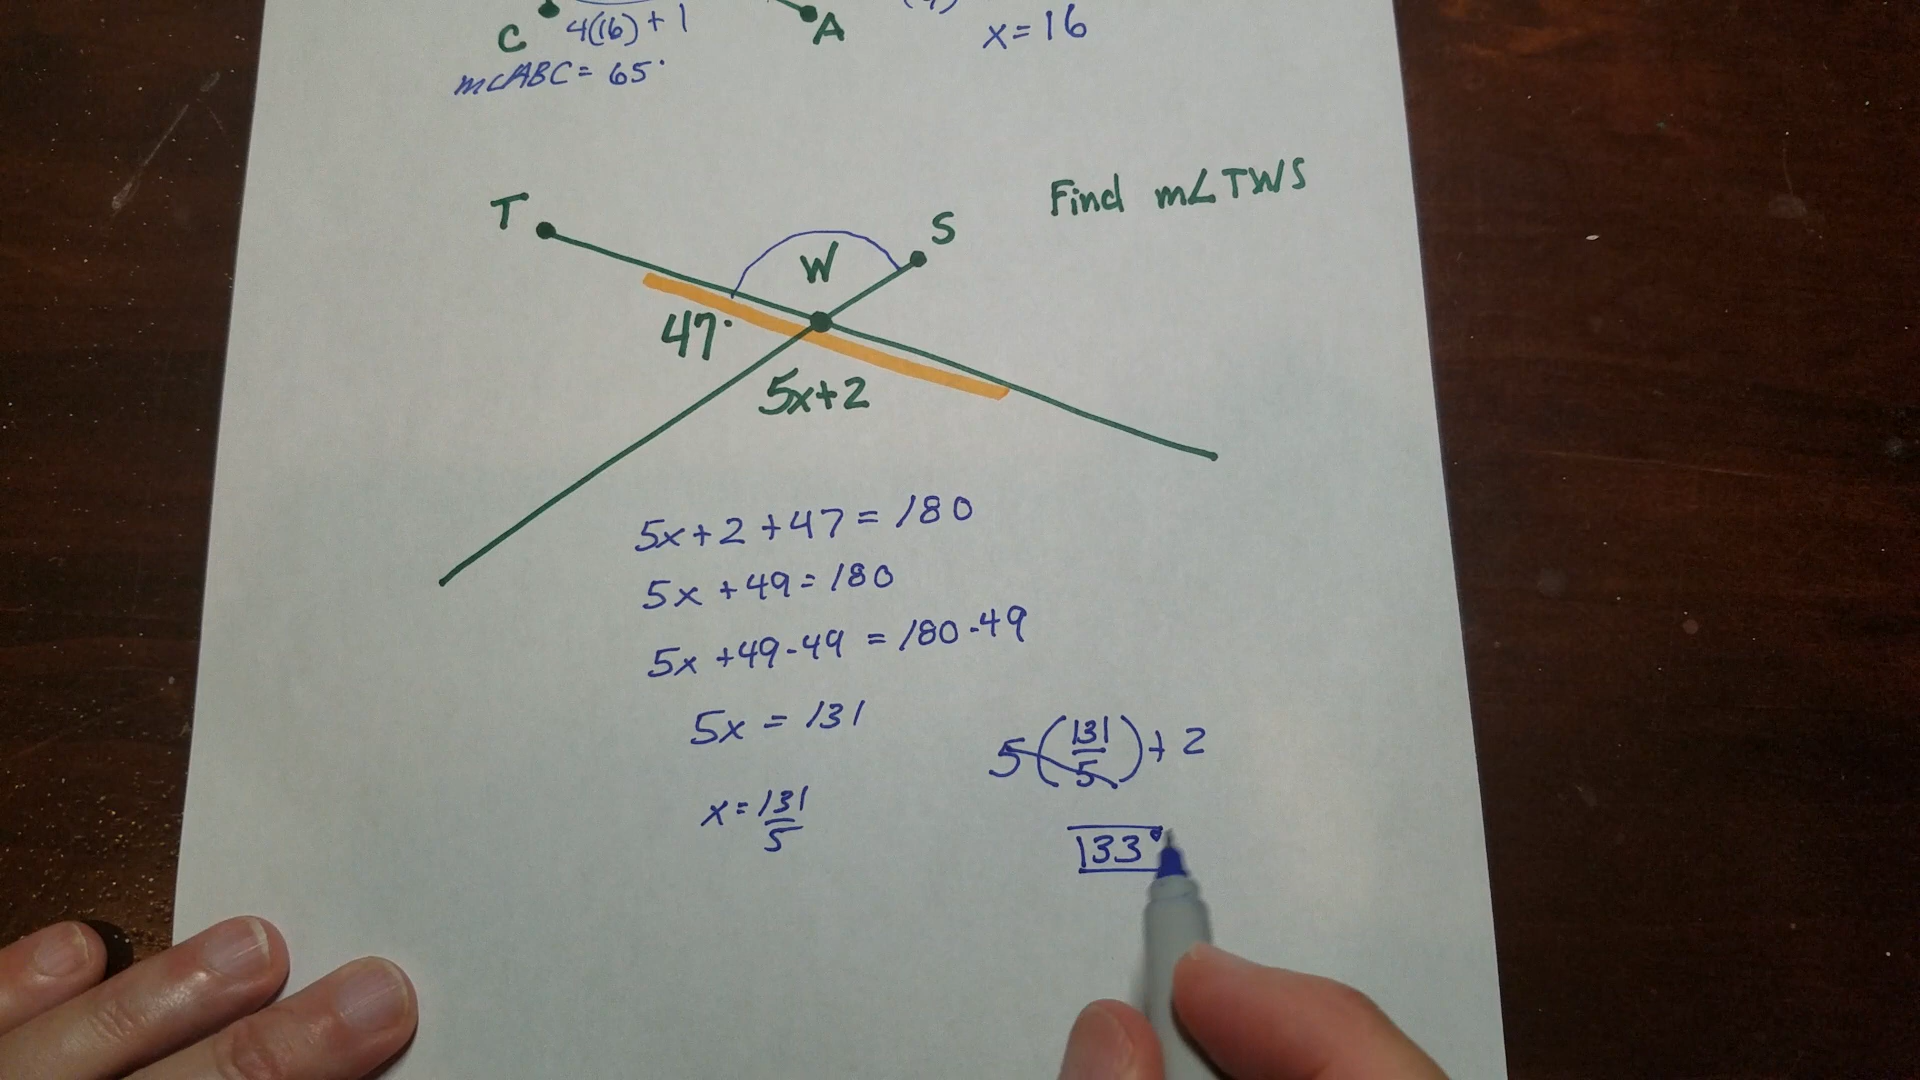 C
4(16) + 1
A
x = 16
m∠ABC = 65°
Find m∠TWS
T
S
W
47°
5x+2
5x + 2 + 47 = 180
5x + 49 = 180
5x + 49 - 49 = 180 - 49
5x = 131
x = 131/5
5(131/5) + 2
133°